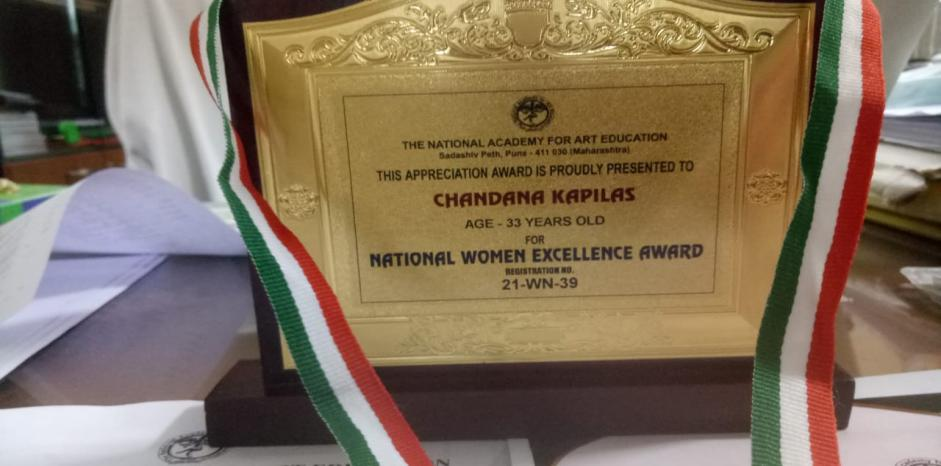 THE NATIONAL ACADEMY FOR ART EDUCATION
Sadashiv Peth, Pune - 411 030 (Maharashtra)
THIS APPRECIATION AWARD IS PROUDLY PRESENTED TO
CHANDANA KAPILAS
AGE - 33 YEARS OLD
FOR
NATIONAL WOMEN EXCELLENCE AWARD
REGISTRATION NO.
21-WN-39